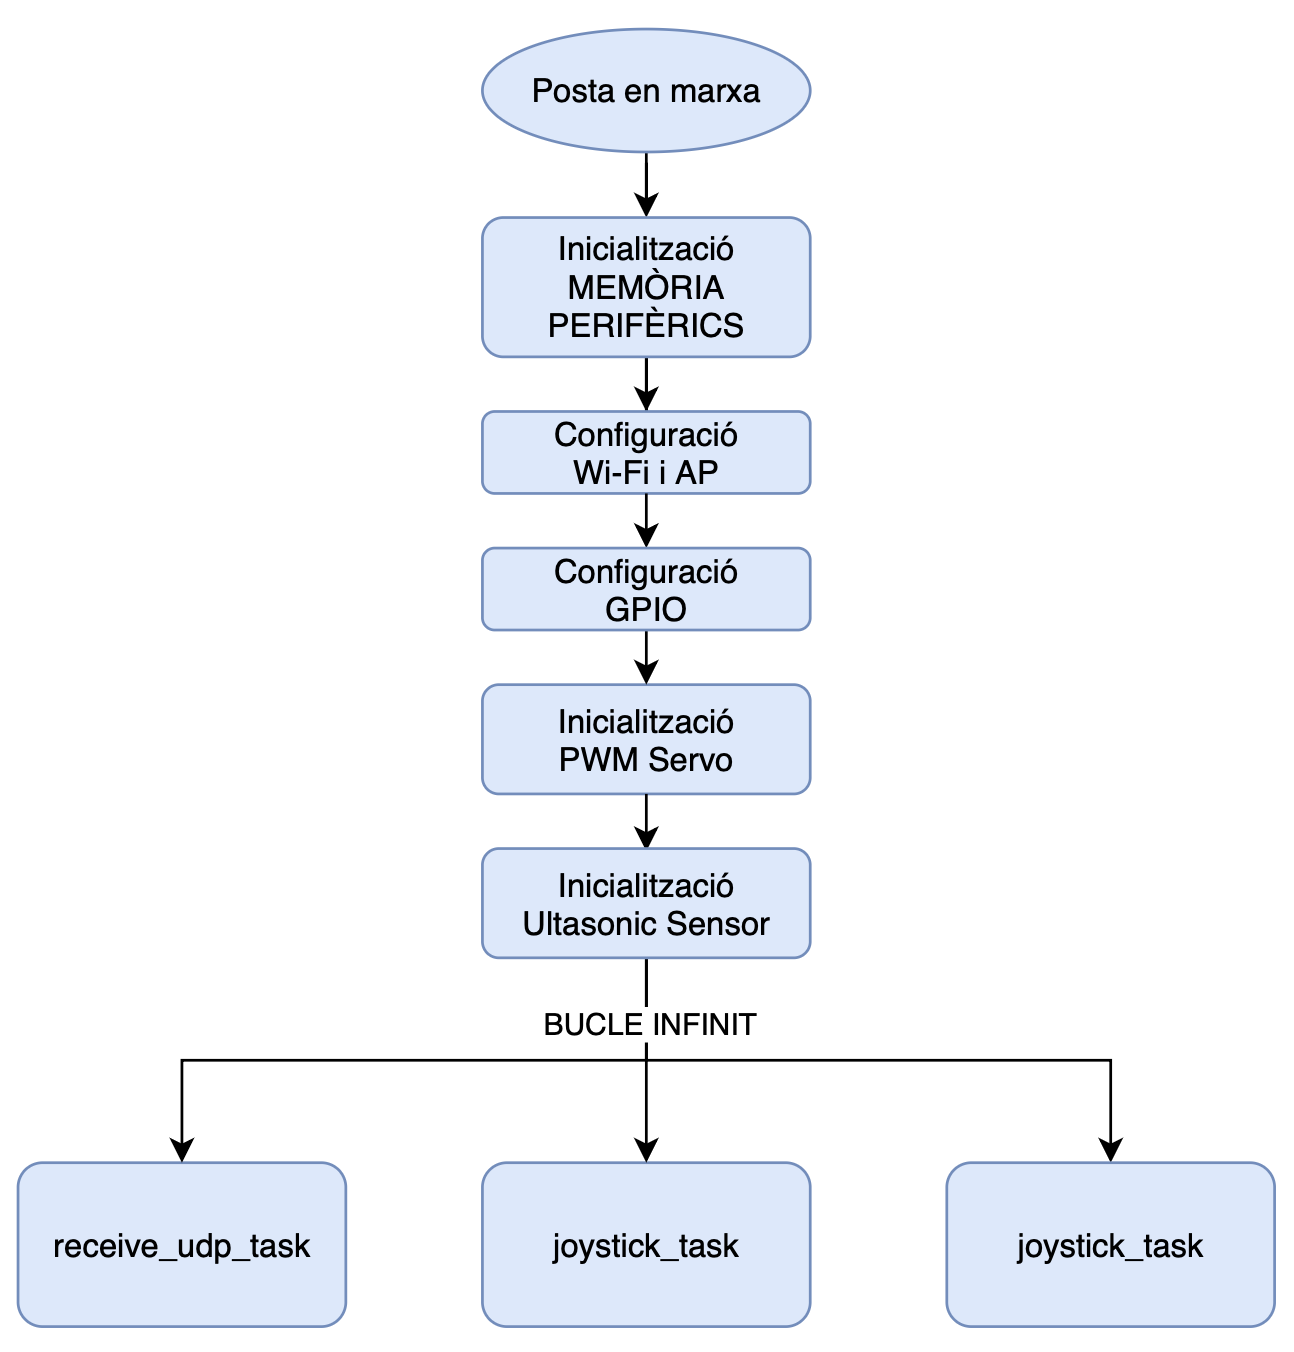 Posta en marxa
Inicialització
MEMÒRIA
PERIFÈRICS
Configuració
Wi-Fi i AP
Configuració
GPIO
Inicialització
PWM Servo
Inicialització
Ultasonic Sensor
BUCLE INFINIT
receive_udp_task
joystick_task
joystick_task